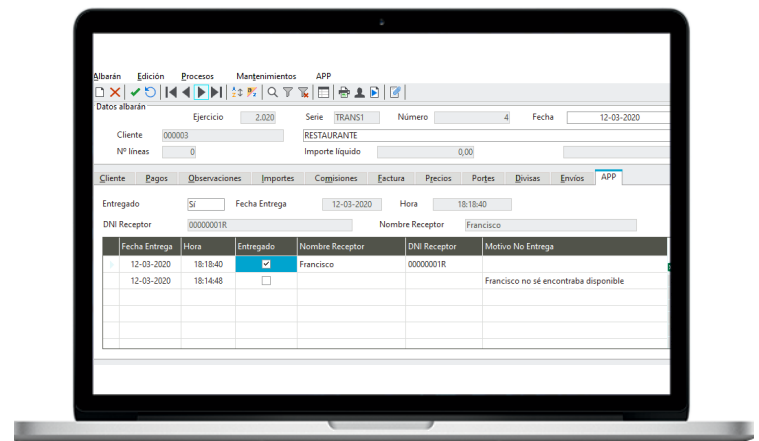 Albarán Edición Procesos Mantenimientos APP
Datos albarán
Ejercicio 2.020 Serie TRANS1 Número 4 Fecha 12-03-2020
Cliente 000003 RESTAURANTE
Nº líneas 0 Importe líquido 0,00
Cliente Pagos Observaciones Importes Comisiones Factura Precios Portes Divisas Envíos APP
Entregado Sí Fecha Entrega 12-03-2020 Hora 18:18:40
DNI Receptor 00000001R Nombre Receptor Francisco
Fecha Entrega Hora Entregado Nombre Receptor DNI Receptor Motivo No Entrega
12-03-2020 18:18:40 Francisco 00000001R
12-03-2020 18:14:48 Francisco no sé encontraba disponible